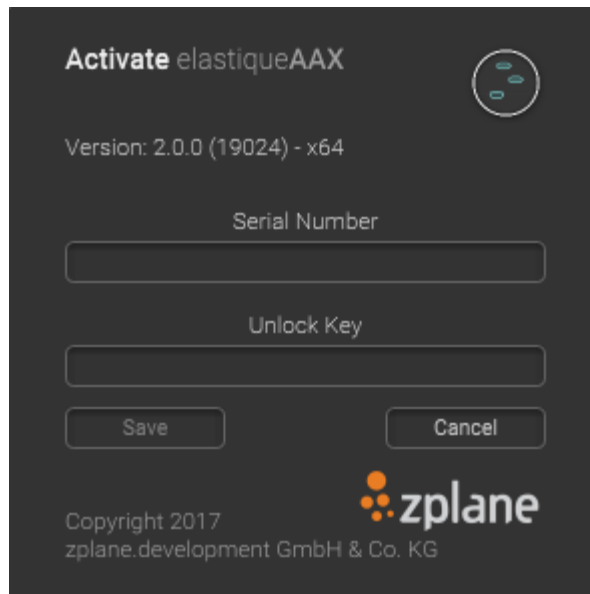 Activate elastiqueAAX
Version: 2.0.0 (19024) - x64
Serial Number
Unlock Key
Save
Cancel
zplane
Copyright 2017
zplane.development GmbH & Co. KG